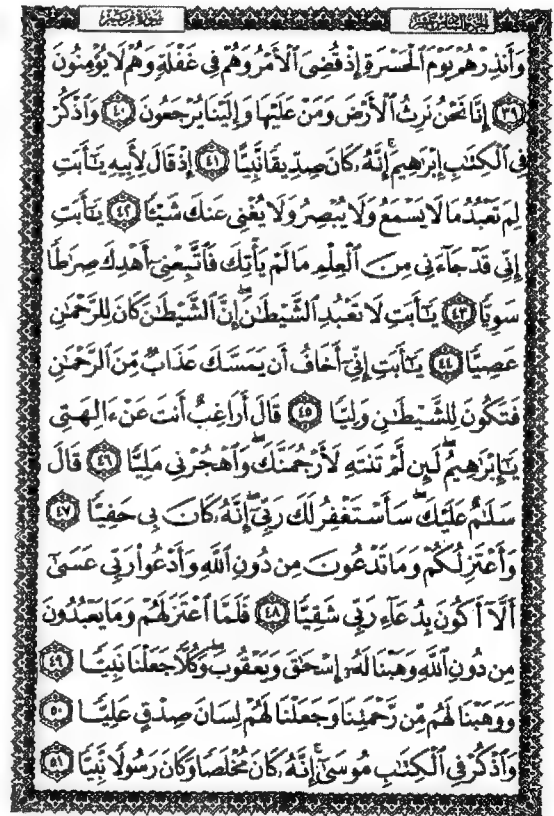 الجزء السادس عشر
سورة مريم
وَأَنذِرْهُمْ يَوْمَ ٱلْحَسْرَةِ إِذْ قُضِىَ ٱلْأَمْرُ وَهُمْ فِى غَفْلَةٍ وَهُمْ لَا يُؤْمِنُونَ
﴿٣٩﴾ إِنَّا نَحْنُ نَرِثُ ٱلْأَرْضَ وَمَنْ عَلَيْهَا وَإِلَيْنَا يُرْجَعُونَ ﴿٤٠﴾ وَٱذْكُرْ
فِى ٱلْكِتَٰبِ إِبْرَٰهِيمَ ۚ إِنَّهُۥ كَانَ صِدِّيقًا نَّبِيًّا ﴿٤١﴾ إِذْ قَالَ لِأَبِيهِ يَٰٓأَبَتِ
لِمَ تَعْبُدُ مَا لَا يَسْمَعُ وَلَا يُبْصِرُ وَلَا يُغْنِى عَنكَ شَيْـًٔا ﴿٤٢﴾ يَٰٓأَبَتِ
إِنِّى قَدْ جَآءَنِى مِنَ ٱلْعِلْمِ مَا لَمْ يَأْتِكَ فَٱتَّبِعْنِىٓ أَهْدِكَ صِرَٰطًا
سَوِيًّا ﴿٤٣﴾ يَٰٓأَبَتِ لَا تَعْبُدِ ٱلشَّيْطَٰنَ ۖ إِنَّ ٱلشَّيْطَٰنَ كَانَ لِلرَّحْمَٰنِ
عَصِيًّا ﴿٤٤﴾ يَٰٓأَبَتِ إِنِّىٓ أَخَافُ أَن يَمَسَّكَ عَذَابٌ مِّنَ ٱلرَّحْمَٰنِ
فَتَكُونَ لِلشَّيْطَٰنِ وَلِيًّا ﴿٤٥﴾ قَالَ أَرَاغِبٌ أَنتَ عَنْ ءَالِهَتِى
يَٰٓإِبْرَٰهِيمُ ۖ لَئِن لَّمْ تَنتَهِ لَأَرْجُمَنَّكَ ۖ وَٱهْجُرْنِى مَلِيًّا ﴿٤٦﴾ قَالَ
سَلَٰمٌ عَلَيْكَ ۖ سَأَسْتَغْفِرُ لَكَ رَبِّىٓ ۖ إِنَّهُۥ كَانَ بِى حَفِيًّا ﴿٤٧﴾
وَأَعْتَزِلُكُمْ وَمَا تَدْعُونَ مِن دُونِ ٱللَّهِ وَأَدْعُوا۟ رَبِّى عَسَىٰٓ
أَلَّآ أَكُونَ بِدُعَآءِ رَبِّى شَقِيًّا ﴿٤٨﴾ فَلَمَّا ٱعْتَزَلَهُمْ وَمَا يَعْبُدُونَ
مِن دُونِ ٱللَّهِ وَهَبْنَا لَهُۥٓ إِسْحَٰقَ وَيَعْقُوبَ ۖ وَكُلًّا جَعَلْنَا نَبِيًّا ﴿٤٩﴾
وَوَهَبْنَا لَهُم مِّن رَّحْمَتِنَا وَجَعَلْنَا لَهُمْ لِسَانَ صِدْقٍ عَلِيًّا ﴿٥٠﴾
وَٱذْكُرْ فِى ٱلْكِتَٰبِ مُوسَىٰٓ ۚ إِنَّهُۥ كَانَ مُخْلَصًا وَكَانَ رَسُولًا نَّبِيًّا ﴿٥١﴾